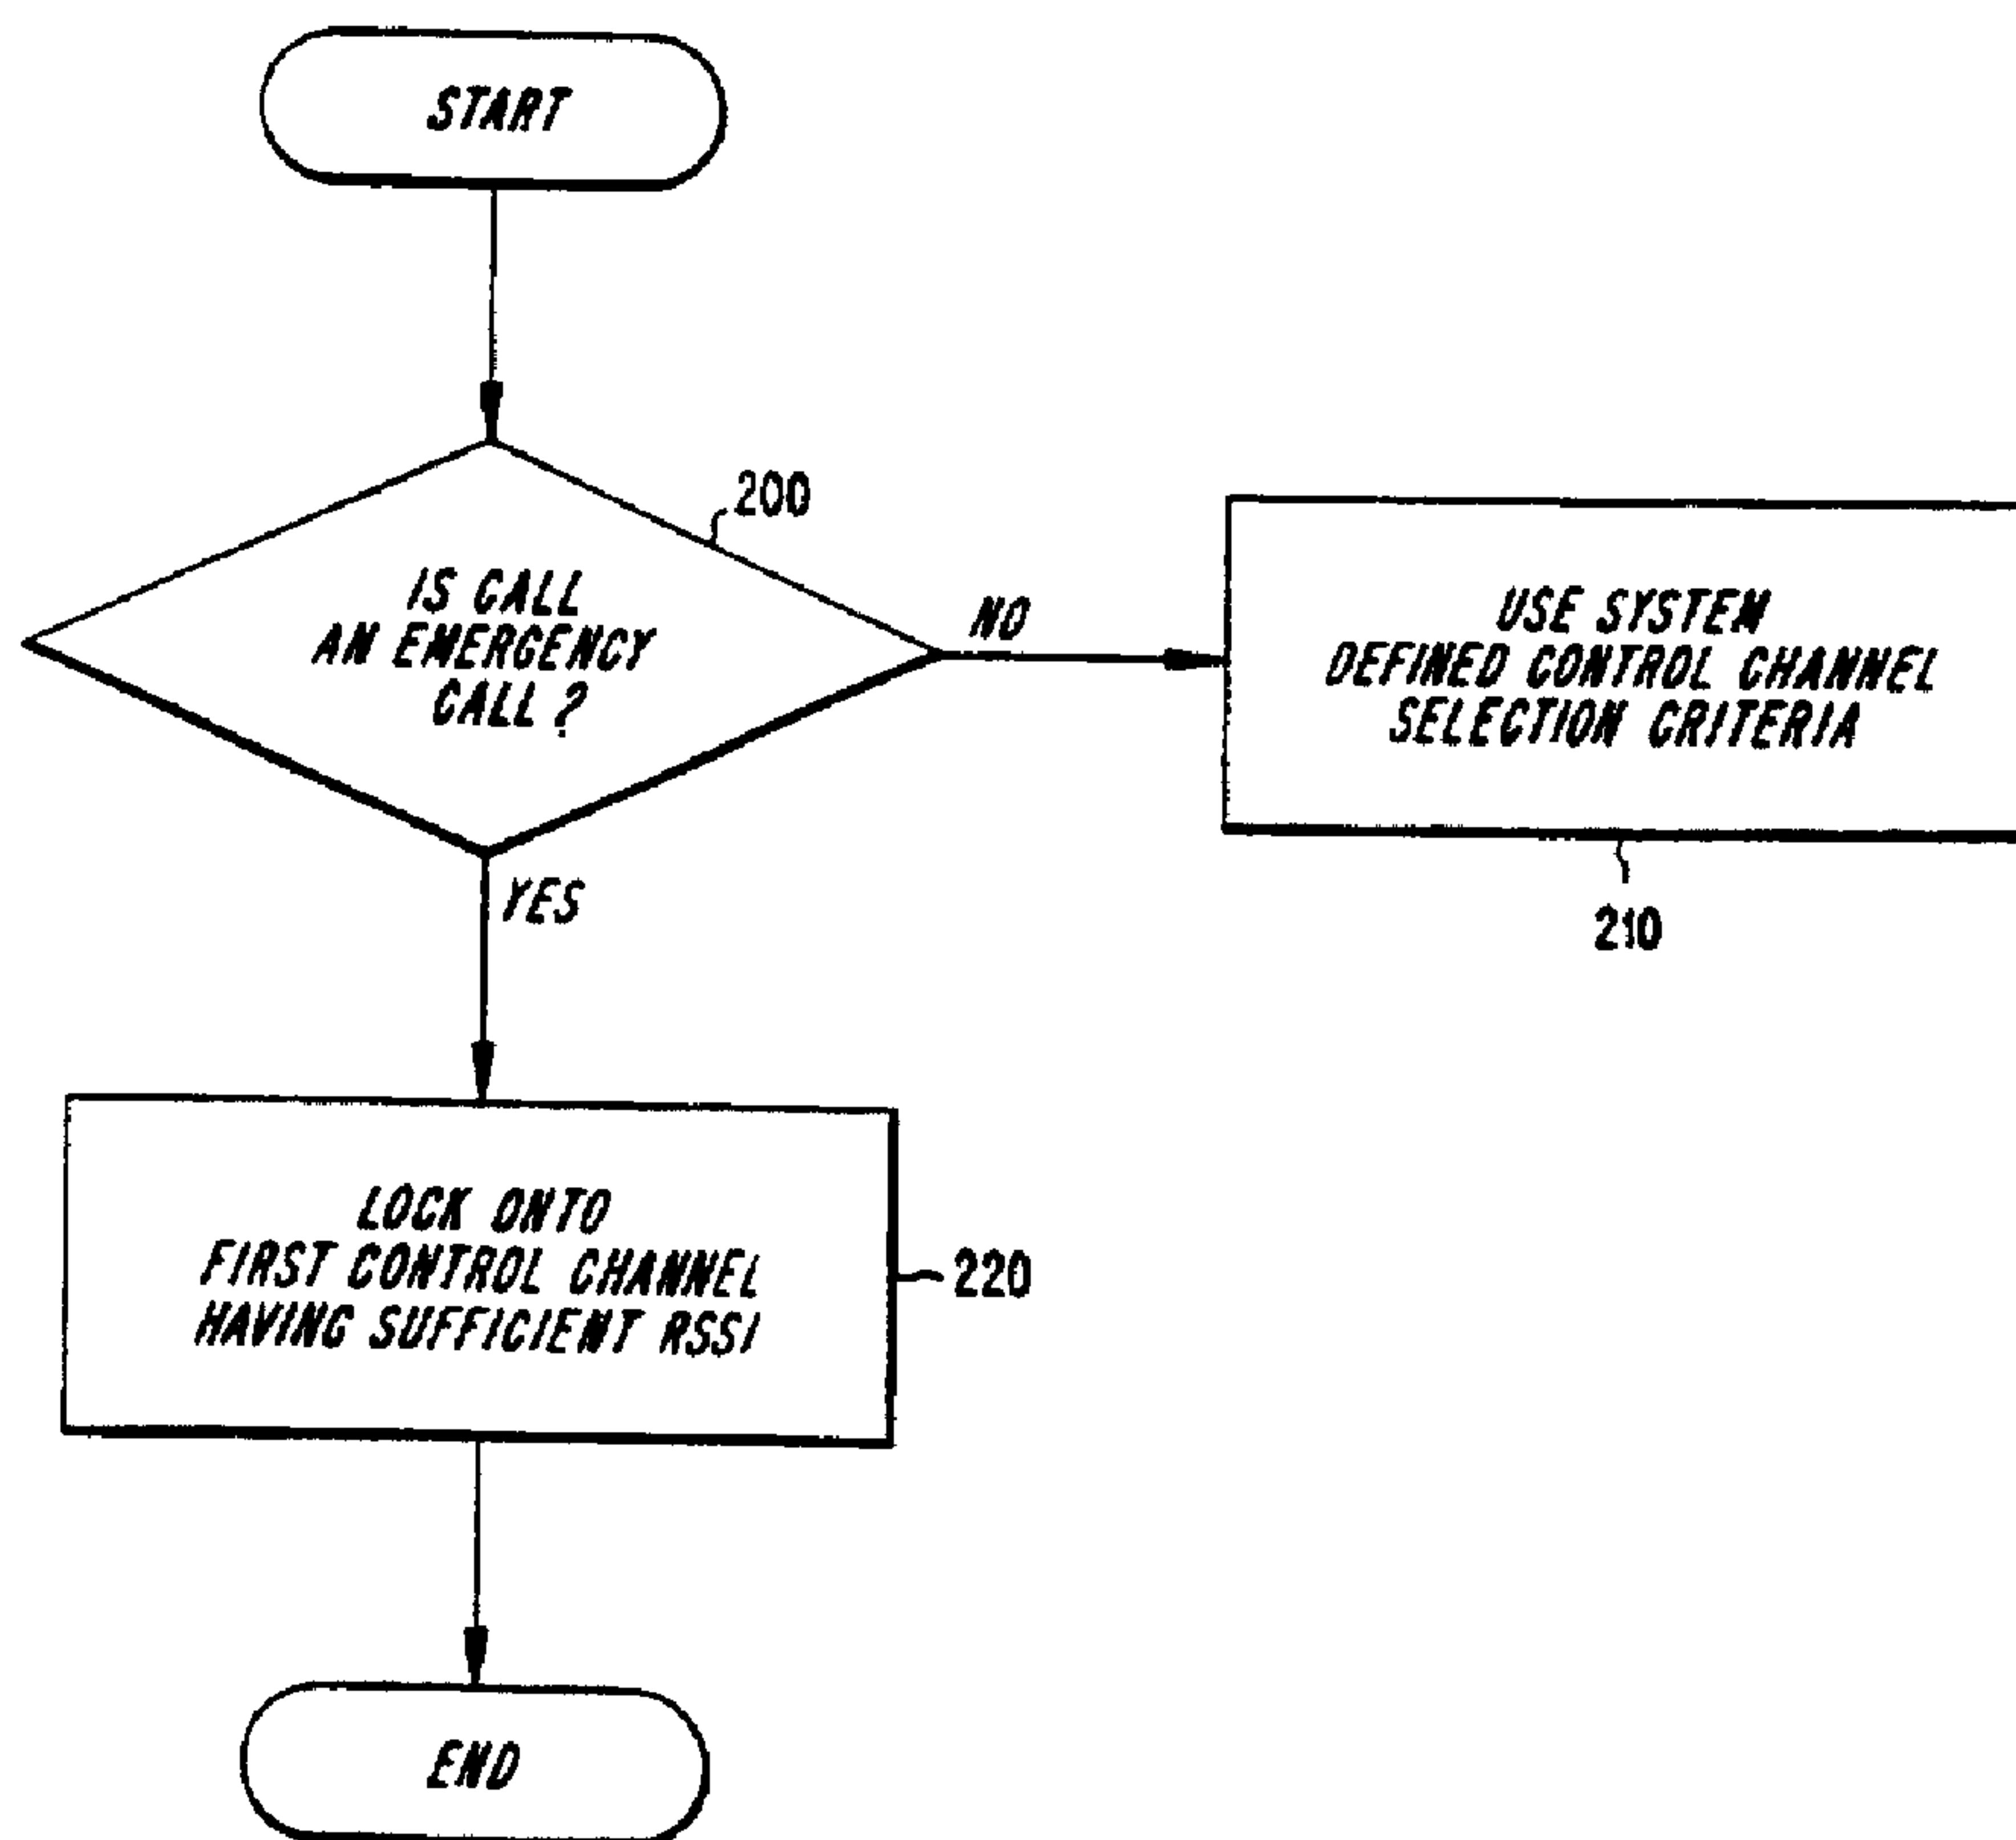 START
200
IS CALL
AN EMERGENCY
CALL?
NO
USE SYSTEM
DEFINED CONTROL CHANNEL
SELECTION CRITERIA
210
YES
LOCK ONTO
FIRST CONTROL CHANNEL
HAVING SUFFICIENT RSSI
220
END